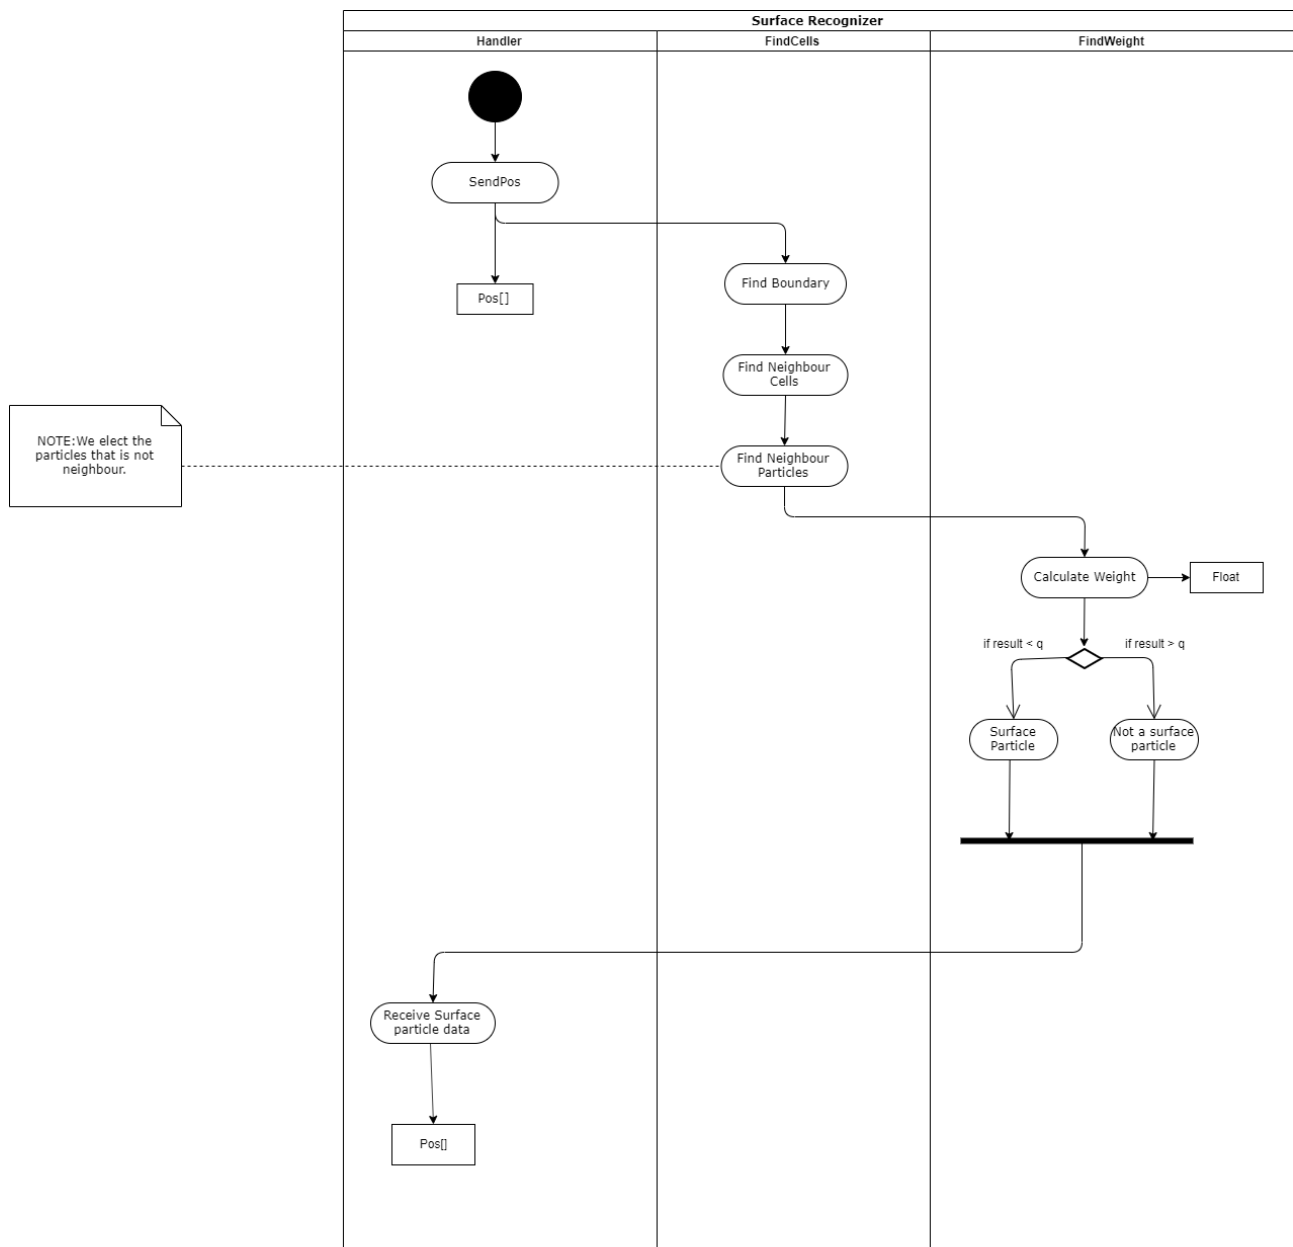 Surface Recognizer
Handler
FindCells
FindWeight
SendPos
Find Boundary
Pos[]
Find Neighbour
Cells
NOTE:We elect the
particles that is not
neighbour.
Find Neighbour
Particles
Calculate Weight
Float
if result < q
if result > q
Surface
Particle
Not a surface
particle
Receive Surface
particle data
Pos[]